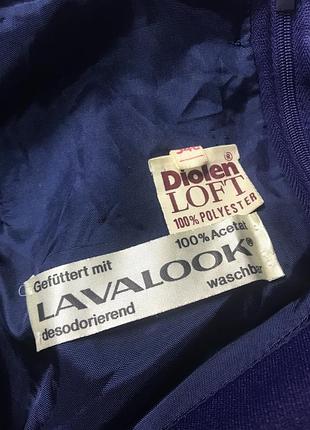 Diolen®
LOFT
100% POLYESTER
100% Acetat
Gefüttert mit
LAVALOOK®
desodorierend
waschbar